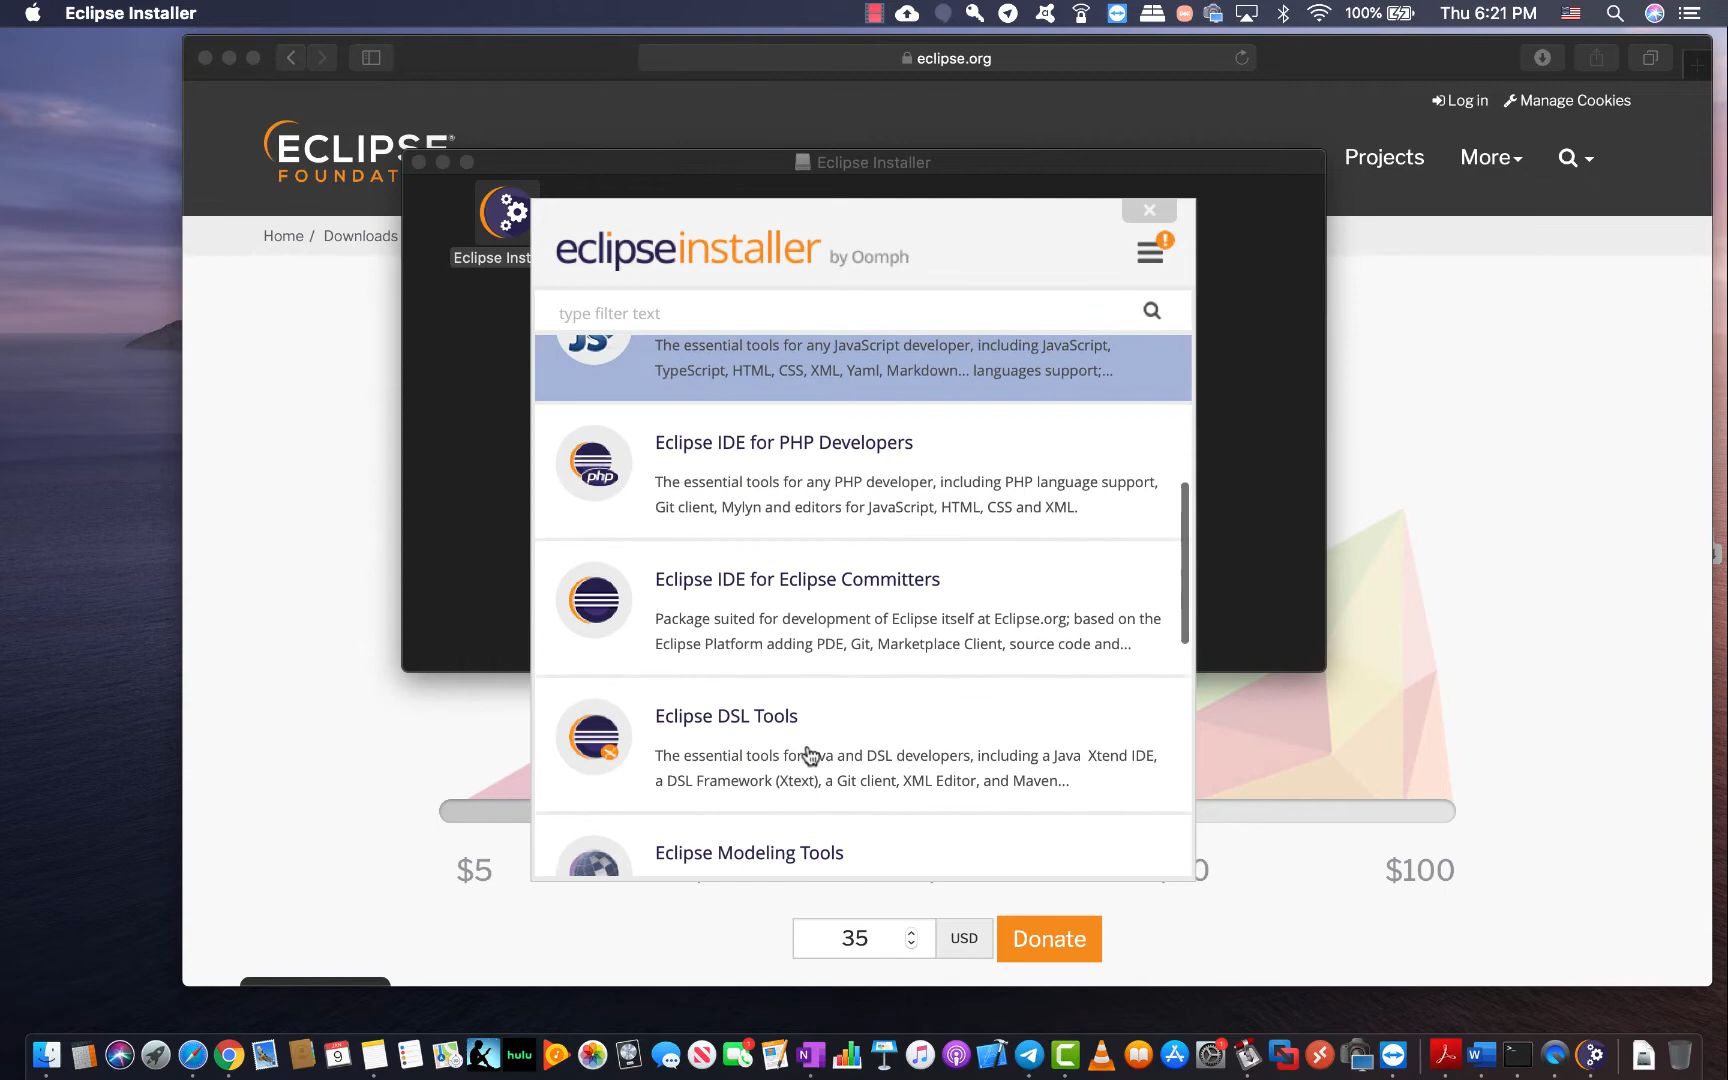 Eclipse Installer
100%
Thu 6:21 PM
eclipse.org
Log in
Manage Cookies
ECLIPSE
FOUNDAT
Projects
More
Eclipse Installer
Home / Downloads
Eclipse Inst
eclipseinstaller by Oomph
type filter text
JS
The essential tools for any JavaScript developer, including JavaScript,
TypeScript, HTML, CSS, XML, Yaml, Markdown... languages support;...
php
Eclipse IDE for PHP Developers
The essential tools for any PHP developer, including PHP language support,
Git client, Mylyn and editors for JavaScript, HTML, CSS and XML.
Eclipse IDE for Eclipse Committers
Package suited for development of Eclipse itself at Eclipse.org; based on the
Eclipse Platform adding PDE, Git, Marketplace Client, source code and...
Eclipse DSL Tools
The essential tools for va and DSL developers, including a Java Xtend IDE,
a DSL Framework (Xtext), a Git client, XML Editor, and Maven...
Eclipse Modeling Tools
$5
0
$100
35
USD
Donate
hulu